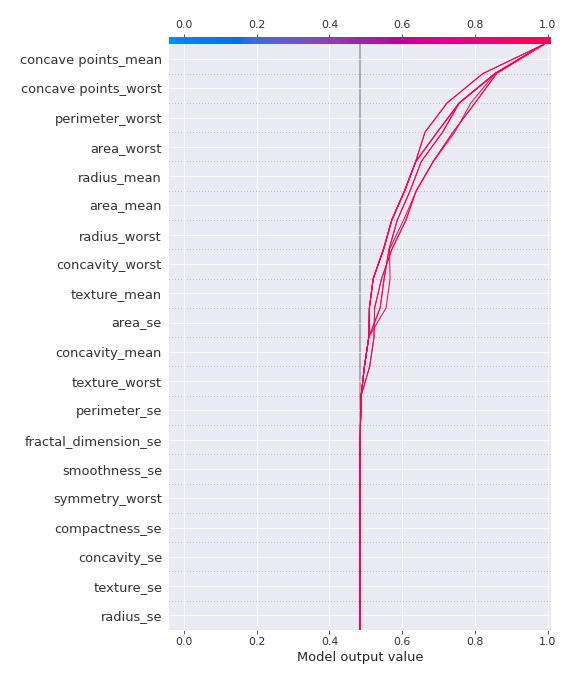 0.0 0.2 0.4 0.6 0.8 1.0
concave points_mean
concave points_worst
perimeter_worst
area_worst
radius_mean
area_mean
radius_worst
concavity_worst
texture_mean
area_se
concavity_mean
texture_worst
perimeter_se
fractal_dimension_se
smoothness_se
symmetry_worst
compactness_se
concavity_se
texture_se
radius_se
0.0 0.2 0.4 0.6 0.8 1.0
Model output value